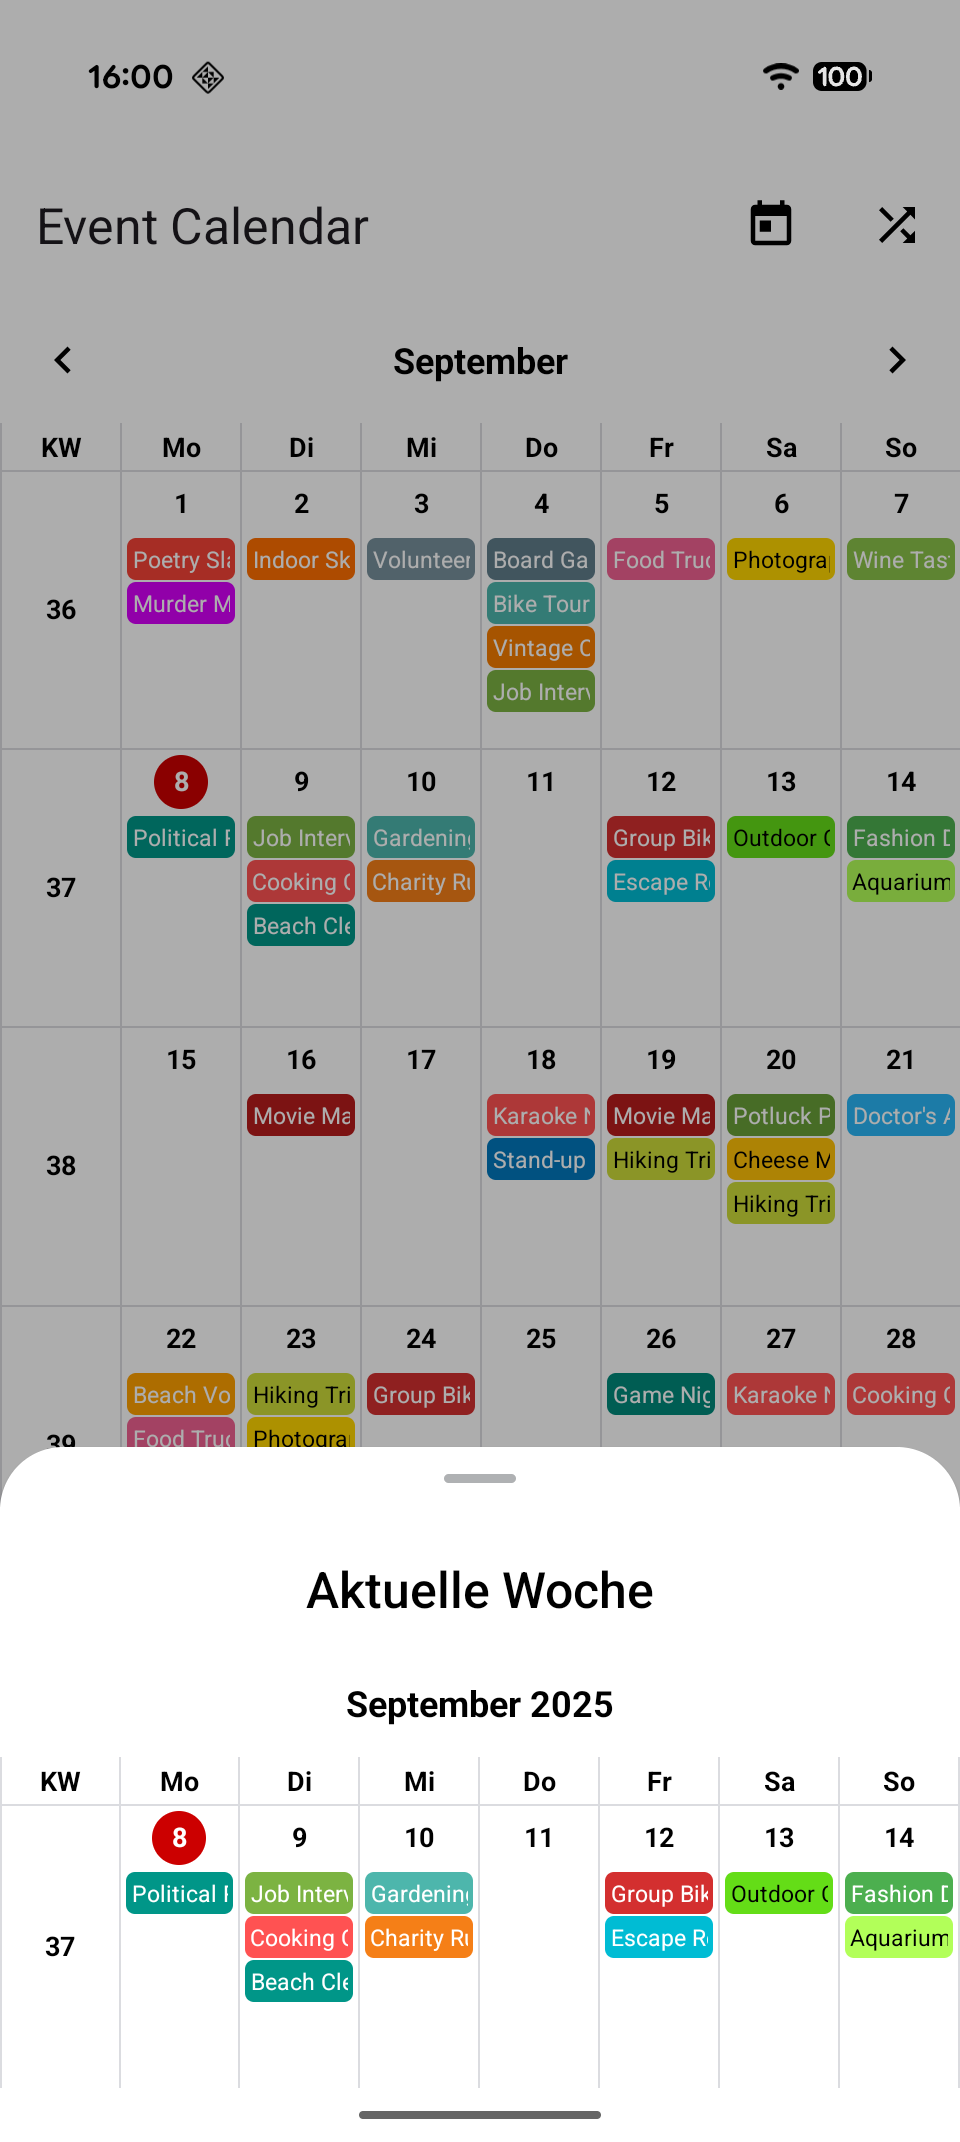 16:00 100
Event Calendar
September
KW Mo Di Mi Do Fr Sa So
1 2 3 4 5 6 7
Poetry Sla Indoor Sk Volunteer Board Ga Food Truc Photogra Wine Tas
Murder M Bike Tour
36
Vintage C
Job Interv
8 9 10 11 12 13 14
Political Job Interv Gardening Group Bik Outdoor Fashion D
Cooking Charity Ru Escape R Aquarium
37
Beach Cle
15 16 17 18 19 20 21
Movie Ma Karaoke N Movie Ma Potluck P Doctor's A
38 Stand-up Hiking Tri Cheese M
Hiking Tri
22 23 24 25 26 27 28
Beach Vo Hiking Tri Group Bik Game Nig Karaoke N Cooking
39 Food Truc Photogra
Aktuelle Woche
September 2025
KW Mo Di Mi Do Fr Sa So
8 9 10 11 12 13 14
Political Job Interv Gardening Group Bik Outdoor Fashion D
37 Cooking Charity Ru Escape R Aquarium
Beach Cle